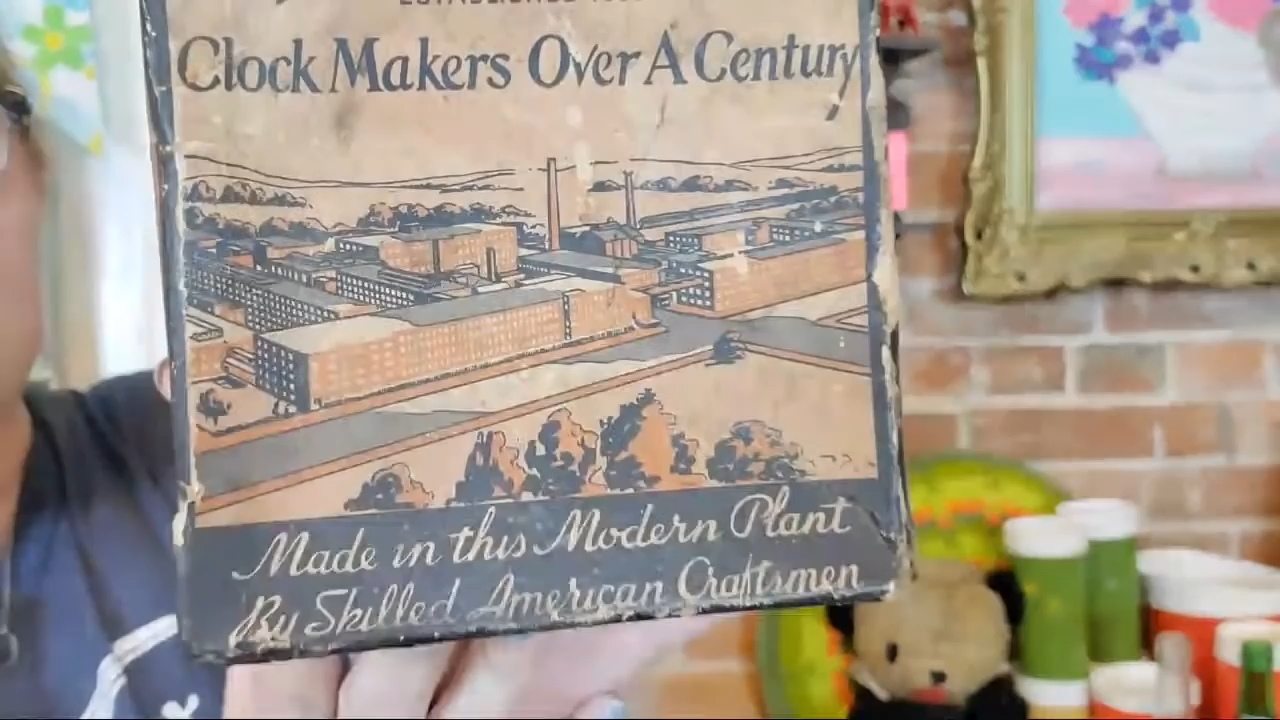 Clock Makers Over A Century
Made in this Modern Plant
By Skilled American Craftsmen